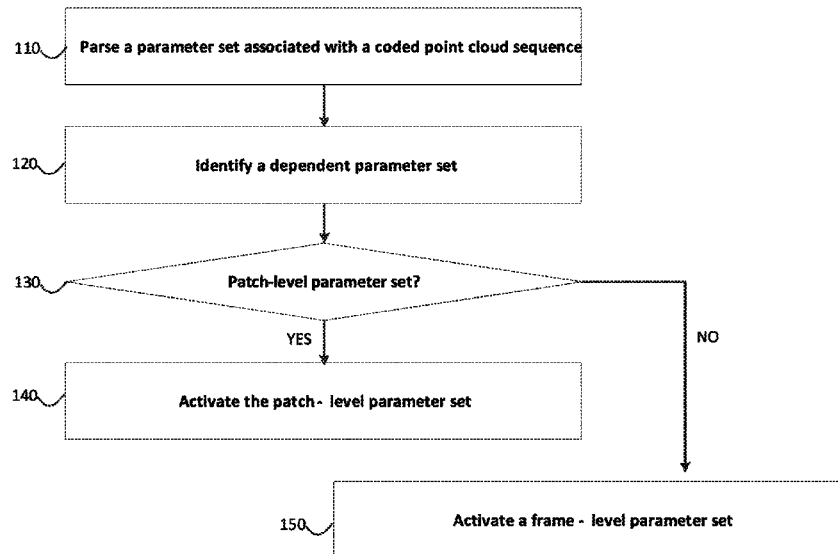 110
Parse a parameter set associated with a coded point cloud sequence
120
Identify a dependent parameter set
130
Patch-level parameter set?
YES
NO
140
Activate the patch - level parameter set
150
Activate a frame - level parameter set